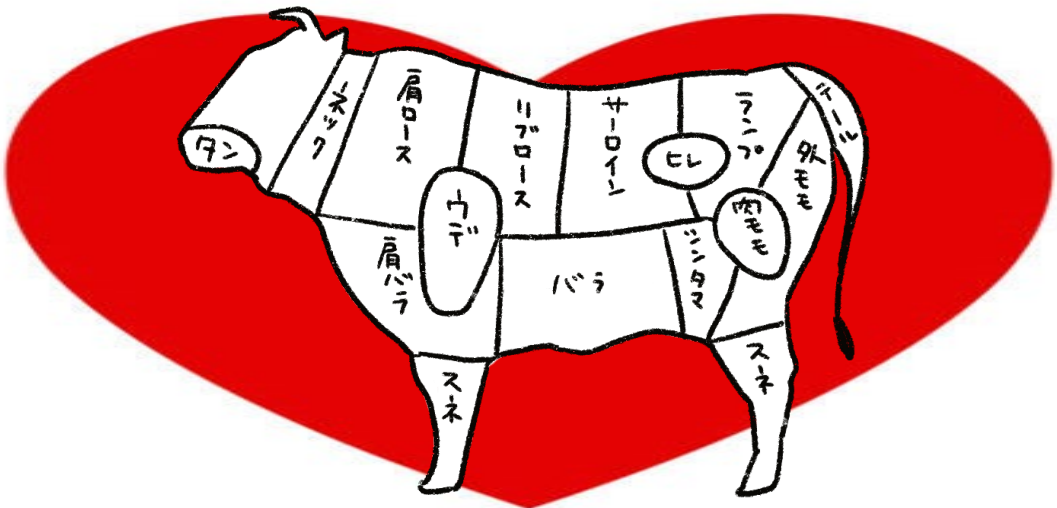 タン
ネック
肩ロース
リブロース
サーロイン
ヒレ
ランプ
テール
外モモ
内モモ
ウデ
肩バラ
バラ
シンタマ
スネ
スネ